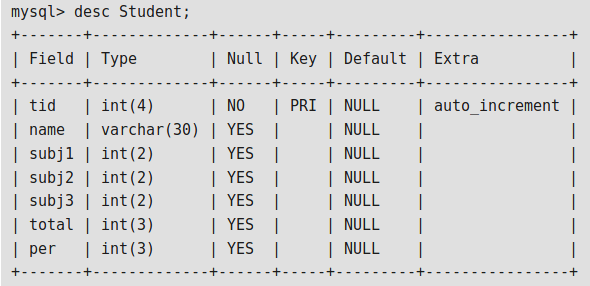 mysql> desc Student;
+-------+-------------+------+-----+---------+----------------+
| Field | Type        | Null | Key | Default | Extra          |
+-------+-------------+------+-----+---------+----------------+
| tid   | int(4)      | NO   | PRI | NULL    | auto_increment |
| name  | varchar(30) | YES  |     | NULL    |                |
| subj1 | int(2)      | YES  |     | NULL    |                |
| subj2 | int(2)      | YES  |     | NULL    |                |
| subj3 | int(2)      | YES  |     | NULL    |                |
| total | int(3)      | YES  |     | NULL    |                |
| per   | int(3)      | YES  |     | NULL    |                |
+-------+-------------+------+-----+---------+----------------+